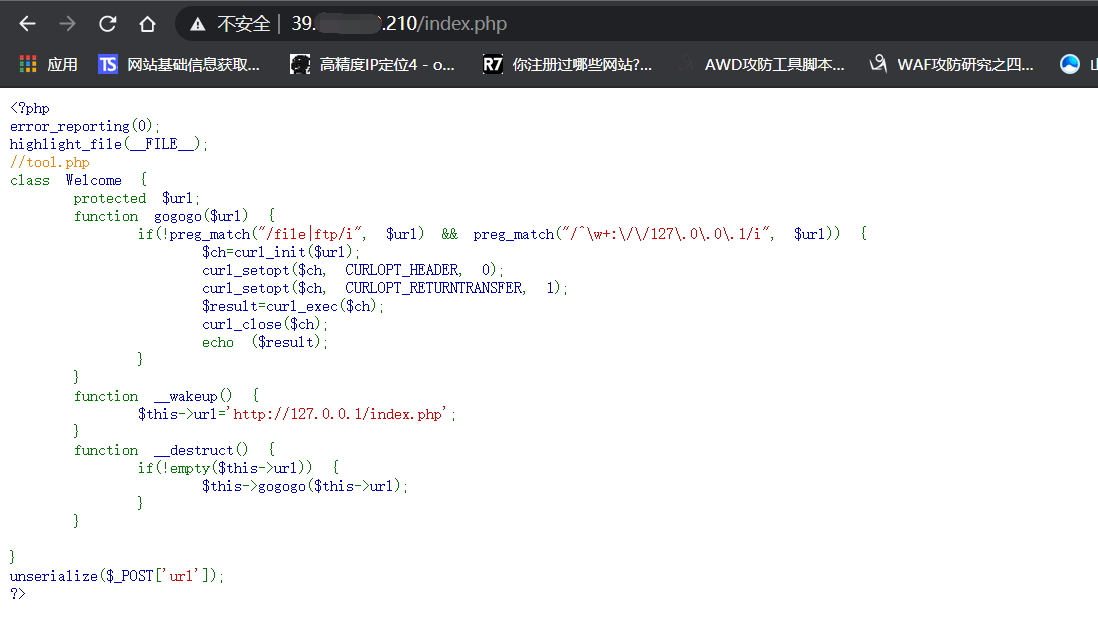 不安全 | 39. .210/index.php
应用 TS 网站基础信息获取... 高精度IP定位4 - o... R7 你注册过哪些网站?... AWD攻防工具脚本... WAF攻防研究之四...
<?php
error_reporting(0);
highlight_file(__FILE__);
//tool.php
class Welcome {
protected $url;
function gogogo($url) {
if(!preg_match("/file|ftp/i", $url) && preg_match("/^\w+:\/\/127\.0\.0\.1/i", $url)) {
$ch=curl_init($url);
curl_setopt($ch, CURLOPT_HEADER, 0);
curl_setopt($ch, CURLOPT_RETURNTRANSFER, 1);
$result=curl_exec($ch);
curl_close($ch);
echo ($result);
}
}
function __wakeup() {
$this->url='http://127.0.0.1/index.php';
}
function __destruct() {
if(!empty($this->url)) {
$this->gogogo($this->url);
}
}
}
unserialize($_POST['url']);
?>